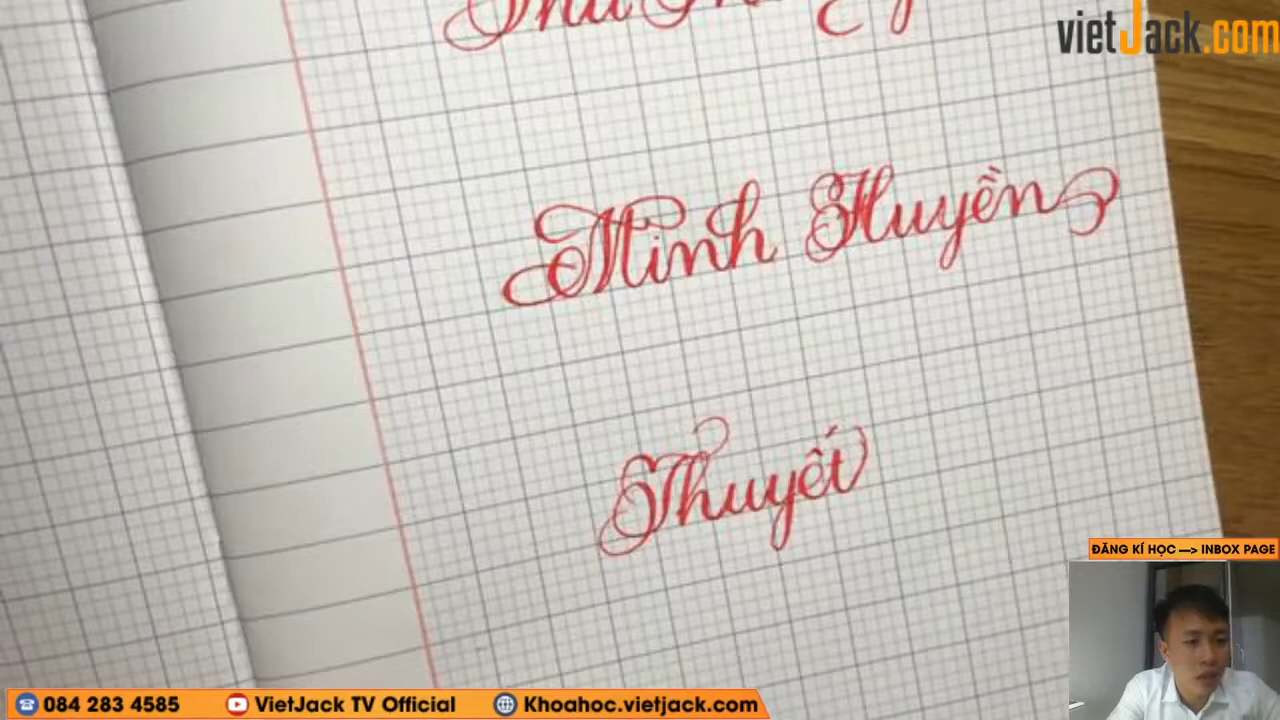 vietJack.com
Minh Huyền
Thuyết
ĐĂNG KÍ HỌC —> INBOX PAGE
084 283 4585
VietJack TV Official
Khoahoc.vietjack.com